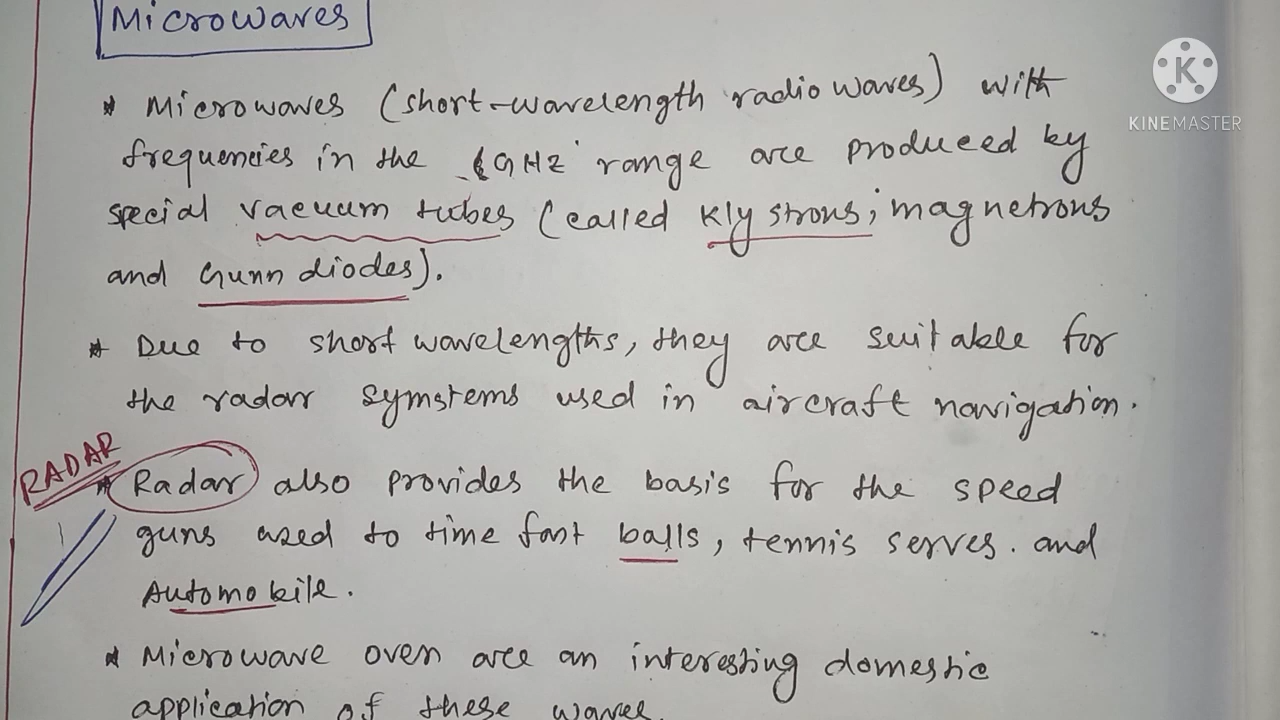 Microwaves
* Microwaves (short-wavelength radio waves) with
frequencies in the GHz range are produced by
special vacuum tubes (called klystrons; magnetrons
and Gunn diodes).
* Due to short wavelengths, they are suitable for
the radar symstems used in aircraft navigation.
RADAR
* Radar also provides the basis for the speed
guns used to time fast balls, tennis serves. and
Automobile.
* Microwave oven are an interesting domestic
application of these waves.
K
KINEMASTER